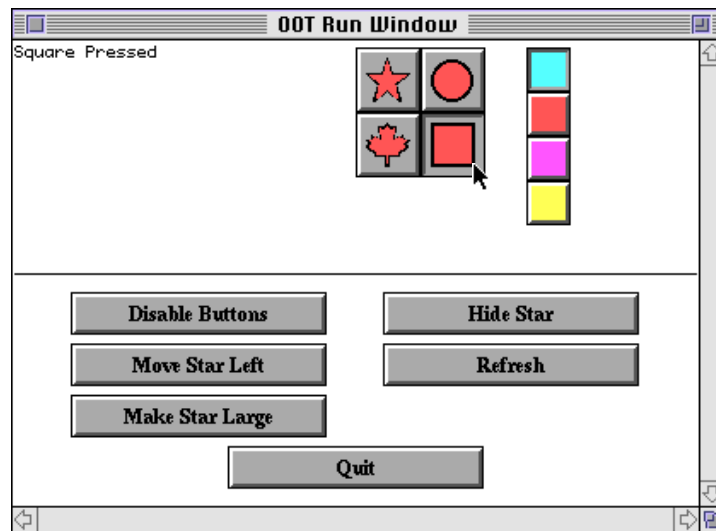 OOT Run Window
Square Pressed
Disable Buttons
Hide Star
Move Star Left
Refresh
Make Star Large
Quit